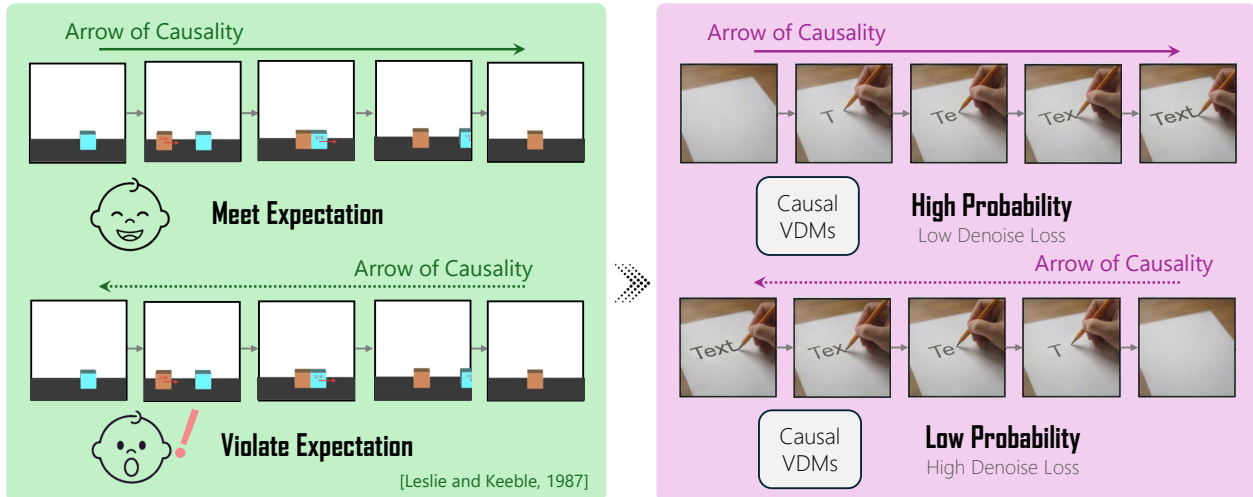 Arrow of Causality
Meet Expectation
Arrow of Causality
Violate Expectation
[Leslie and Keeble, 1987]
Arrow of Causality
T
Te
Tex
Text
Causal
VDMs
High Probability
Low Denoise Loss
Arrow of Causality
Text
Tex
Te
T
Causal
VDMs
Low Probability
High Denoise Loss